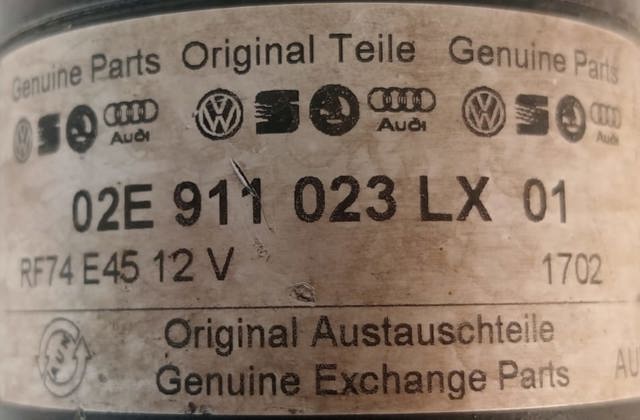 Genuine Parts Original Teile Genuine Parts
Audi Audi Audi
02E 911 023 LX 01
RF74 E45 12 V 1702
Original Austauschteile
Genuine Exchange Parts AU